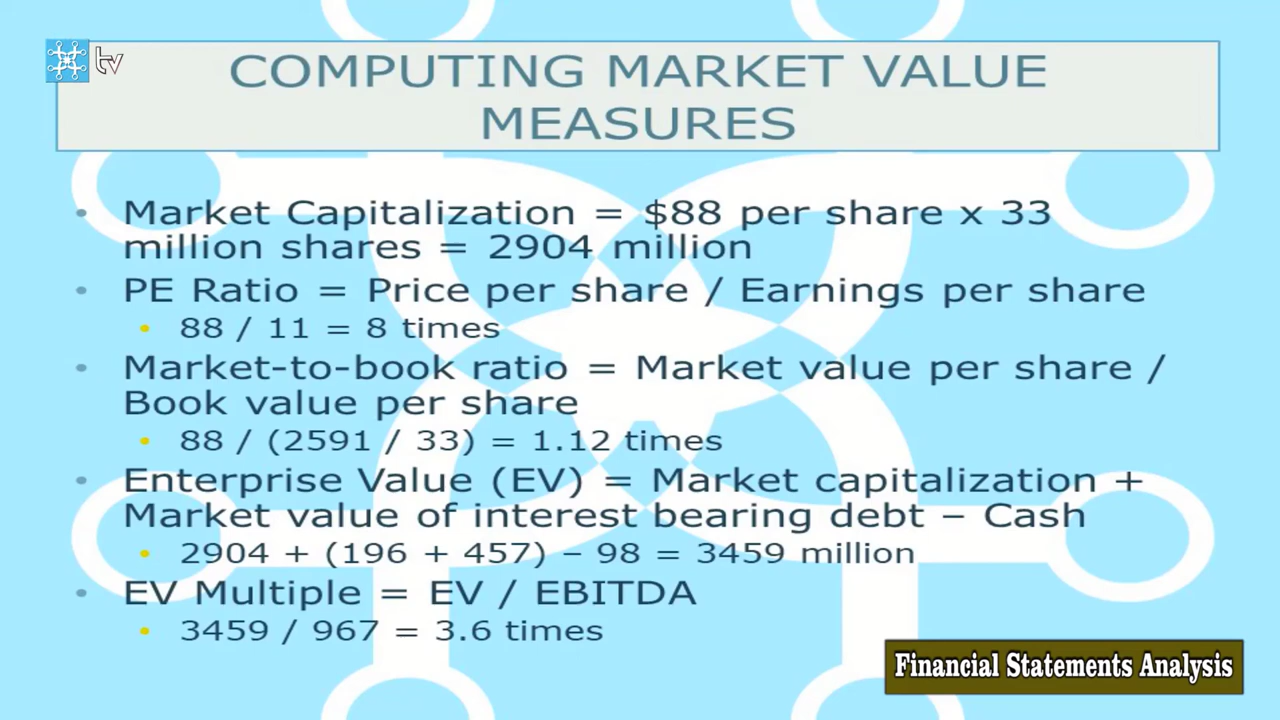 tv
COMPUTING MARKET VALUE
MEASURES
• Market Capitalization = $88 per share x 33
million shares = 2904 million
• PE Ratio = Price per share / Earnings per share
• 88 / 11 = 8 times
• Market-to-book ratio = Market value per share /
Book value per share
• 88 / (2591 / 33) = 1.12 times
• Enterprise Value (EV) = Market capitalization +
Market value of interest bearing debt – Cash
• 2904 + (196 + 457) – 98 = 3459 million
• EV Multiple = EV / EBITDA
• 3459 / 967 = 3.6 times
Financial Statements Analysis